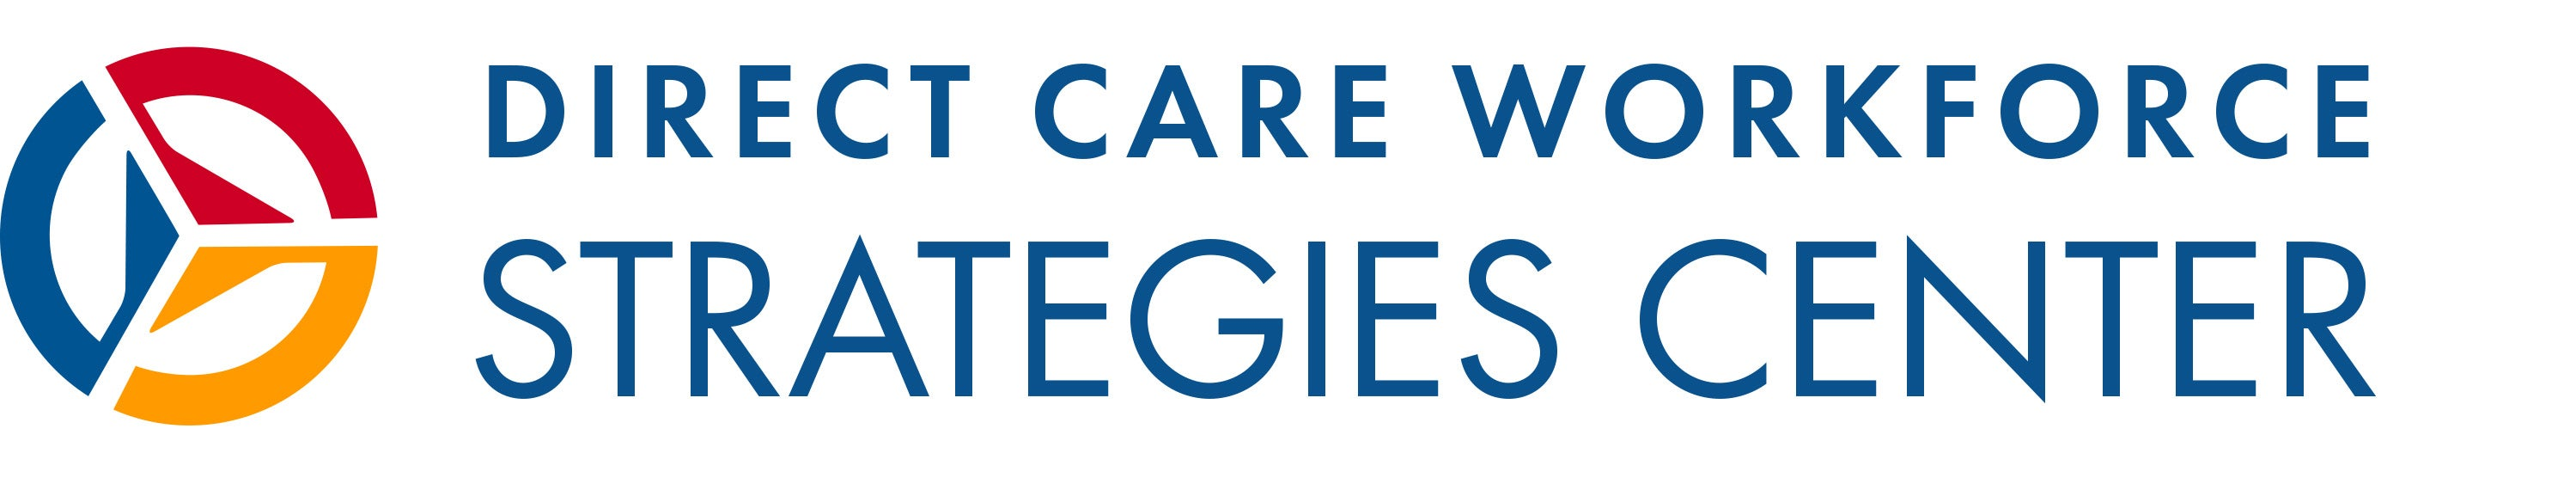 DIRECT CARE WORKFORCE
STRATEGIES CENTER